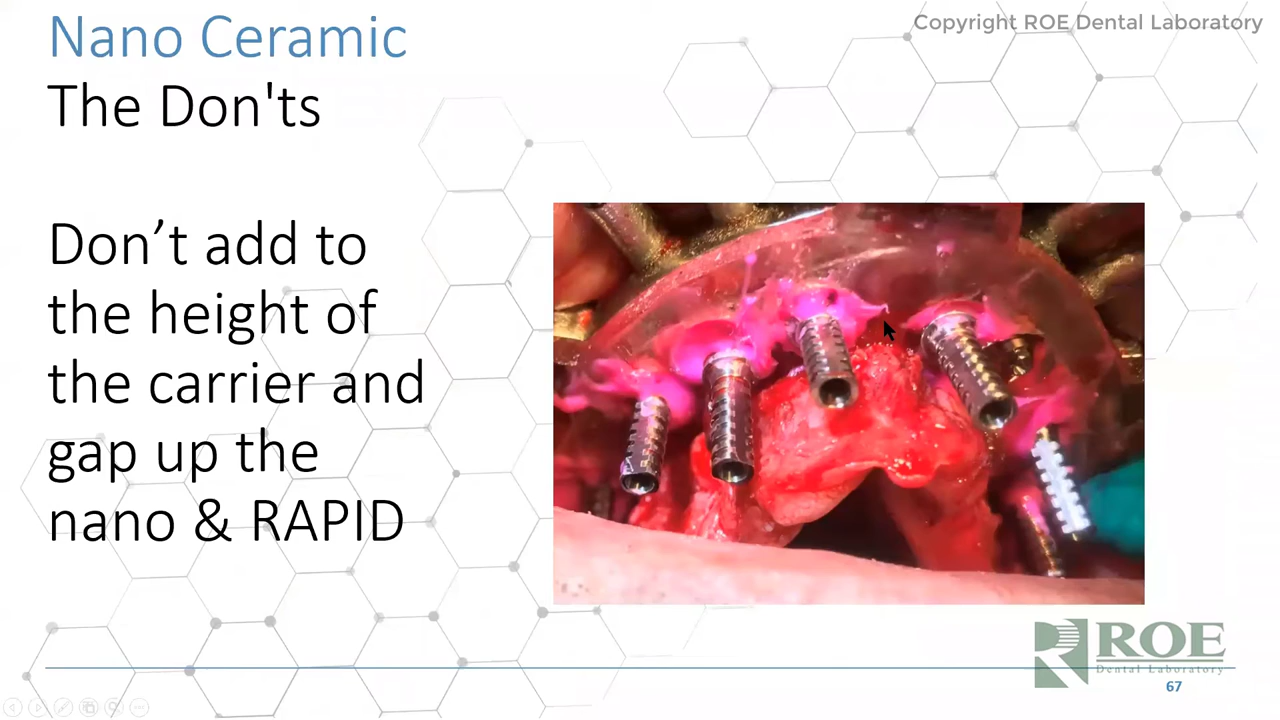 Copyright ROE Dental Laboratory
Nano Ceramic
The Don'ts
Don’t add to
the height of
the carrier and
gap up the
nano & RAPID
R ROE
Dental Laboratory
67